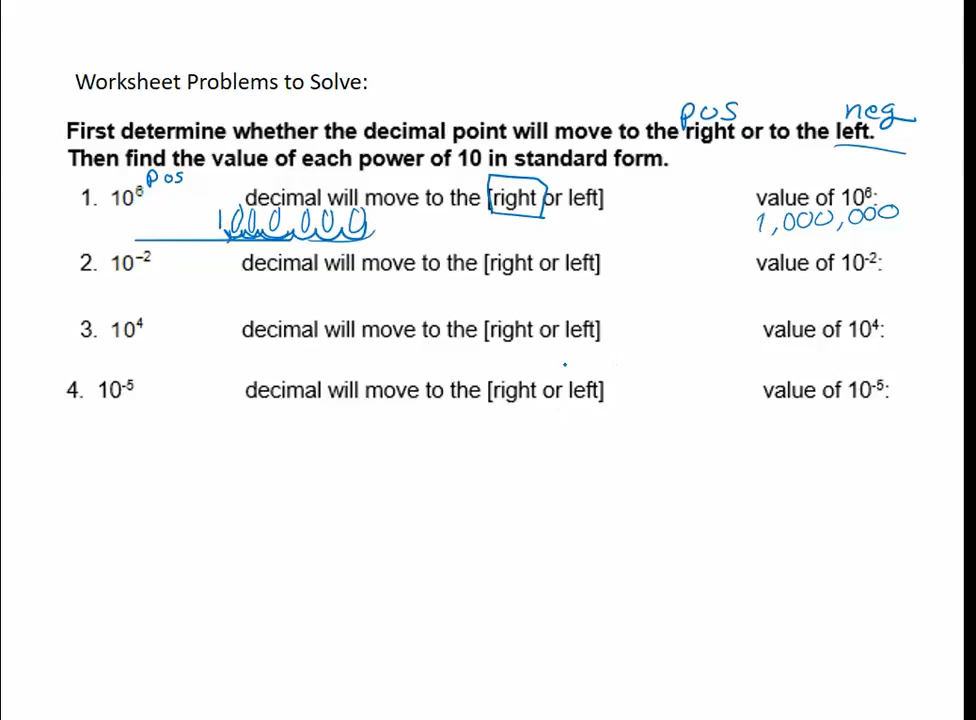 Worksheet Problems to Solve:
pos neg
First determine whether the decimal point will move to the right or to the left.
Then find the value of each power of 10 in standard form.
pos
1. 10⁶ decimal will move to the [right or left] value of 10⁶:
1,000,000 1,000,000
2. 10⁻² decimal will move to the [right or left] value of 10⁻²:
3. 10⁴ decimal will move to the [right or left] value of 10⁴:
4. 10⁻⁵ decimal will move to the [right or left] value of 10⁻⁵: